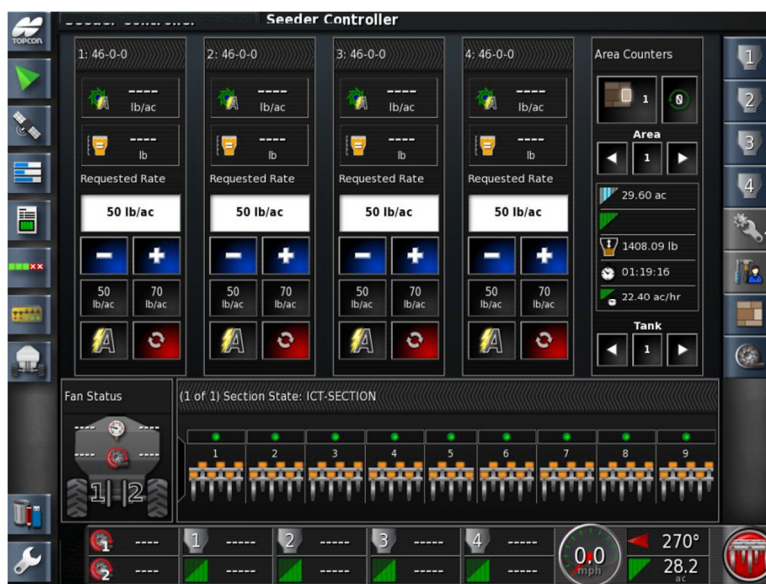 Seeder Controller
TOPCON
1: 46-0-0
2: 46-0-0
3: 46-0-0
4: 46-0-0
Area Counters
----
lb/ac
----
lb/ac
----
lb/ac
----
lb/ac
1
0
----
lb
----
lb
----
lb
----
lb
Area
1
Requested Rate
Requested Rate
Requested Rate
Requested Rate
50 lb/ac
50 lb/ac
50 lb/ac
50 lb/ac
29.60 ac
1408.09 lb
01:19:16
22.40 ac/hr
- +
- +
- +
- +
50 lb/ac
70 lb/ac
50 lb/ac
70 lb/ac
50 lb/ac
70 lb/ac
50 lb/ac
70 lb/ac
A
A
A
A
Tank
1
1
2
3
4
Fan Status
(1 of 1) Section State: ICT-SECTION
---- ----
---- ----
1 2
1 2 3 4 5 6 7 8 9
1 ----
1 -----
2 -----
3 -----
4 -----
2 ----
-----
-----
-----
-----
0.0
mph
270°
28.2
ac